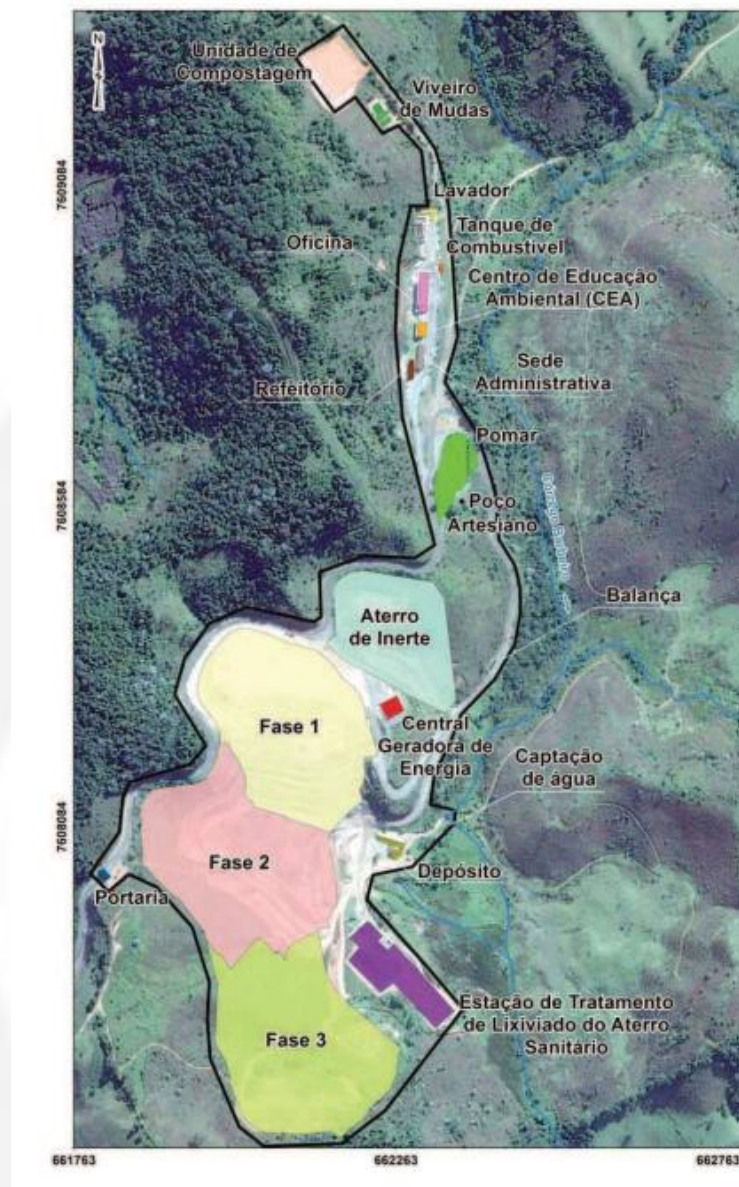 N
Unidade de
Compostagem
Viveiro
de Mudas
7609084
Lavador
Tanque de
Combustível
Oficina
Centro de Educação
Ambiental (CEA)
Sede
Administrativa
Refeitório
Pomar
7608584
Poço
Artesiano
Balança
Aterro
de Inerte
Fase 1
Central
Geradora de
Energia
Captação
de água
7608084
Fase 2
Depósito
Portaria
Estação de Tratamento
de Lixiviado do Aterro
Sanitário
Fase 3
661763
662263
662763